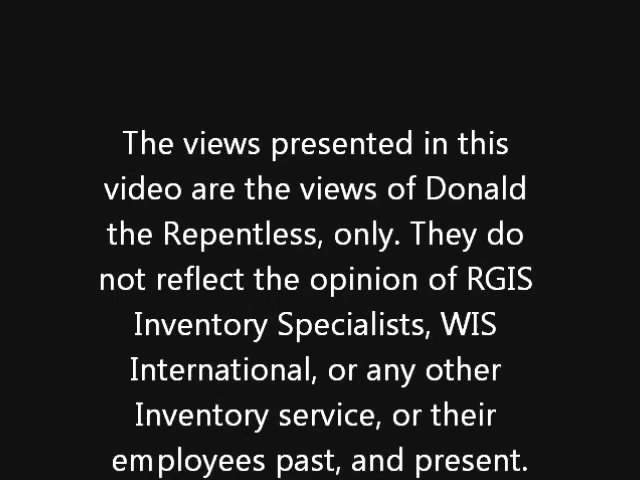 The views presented in this
video are the views of Donald
the Repentless, only. They do
not reflect the opinion of RGIS
Inventory Specialists, WIS
International, or any other
Inventory service, or their
employees past, and present.